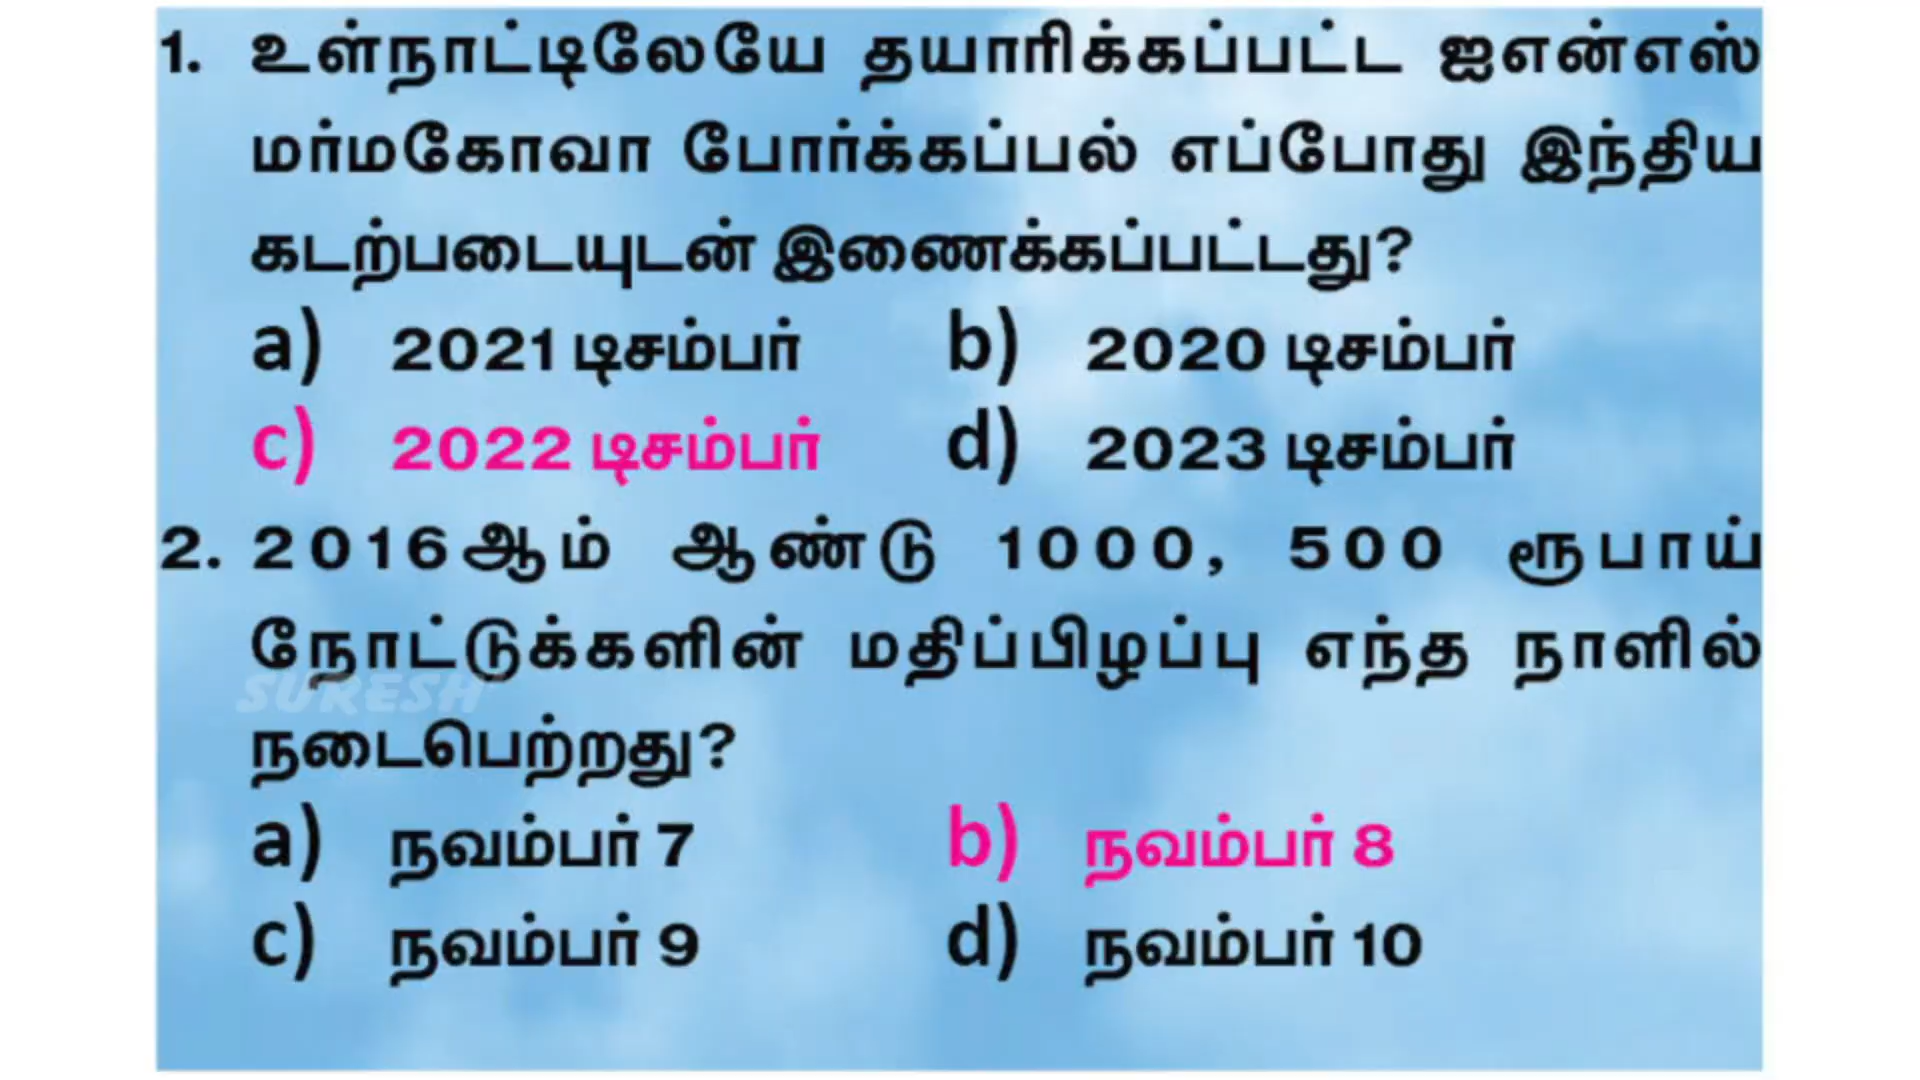 1. உள்நாட்டிலேயே தயாரிக்கப்பட்ட ஐஎன்எஸ்
மர்மகோவா போர்க்கப்பல் எப்போது இந்திய
கடற்படையுடன் இணைக்கப்பட்டது?
a) 2021 டிசம்பர் b) 2020 டிசம்பர்
c) 2022 டிசம்பர் d) 2023 டிசம்பர்
2. 2016ஆம் ஆண்டு 1000, 500 ரூபாய்
நோட்டுக்களின் மதிப்பிழப்பு எந்த நாளில்
SURESH
நடைபெற்றது?
a) நவம்பர் 7 b) நவம்பர் 8
c) நவம்பர் 9 d) நவம்பர் 10